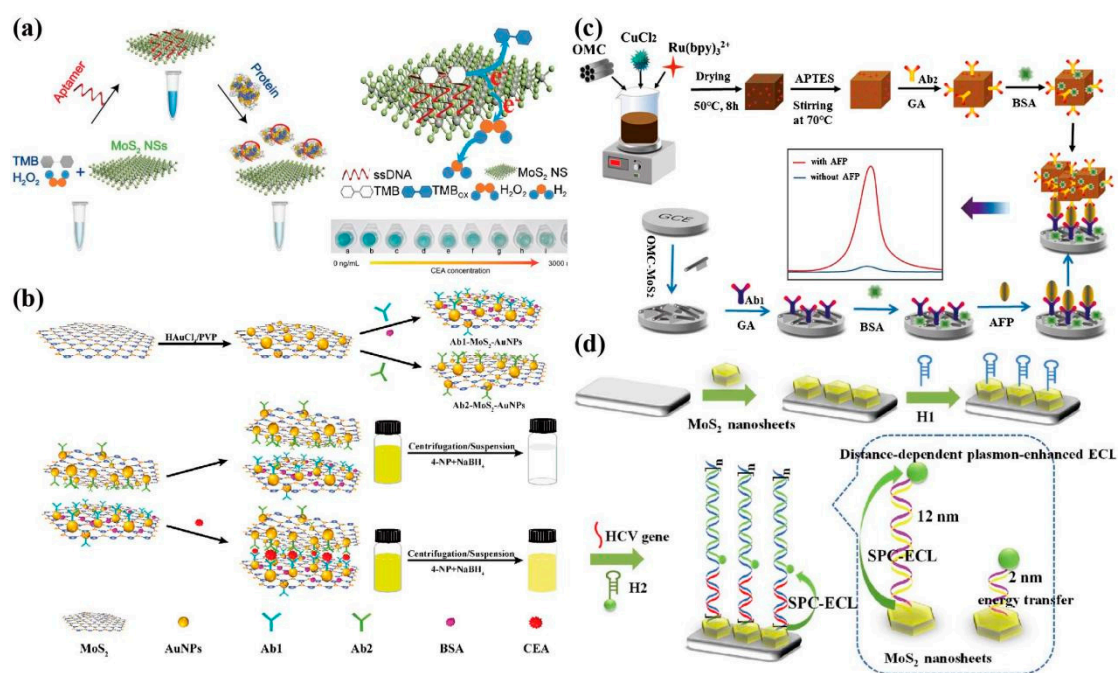 (a)
Aptamer
Protein
MoS2 NSs
TMB
H2O2
+
e-
e-
ssDNA
MoS2 NS
TMB
TMBox
H2O2
H2
a b c d e f g h i
0 ng/mL
CEA concentration
3000
(b)
HAuCl4/PVP
Ab1-MoS2-AuNPs
Ab2-MoS2-AuNPs
Centrifugation/Suspension
4-NP+NaBH4
Centrifugation/Suspension
4-NP+NaBH4
MoS2
AuNPs
Ab1
Ab2
BSA
CEA
(c)
OMC
CuCl2
Ru(bpy)3 2+
Drying
50°C, 8h
APTES
Stirring
at 70°C
Ab2
GA
BSA
with AFP
without AFP
GCE
OMC-MoS2
Ab1
GA
BSA
AFP
(d)
MoS2 nanosheets
H1
HCV gene
H2
n
n
n
SPC-ECL
Distance-dependent plasmon-enhanced ECL
12 nm
SPC-ECL
2 nm
energy transfer
MoS2 nanosheets